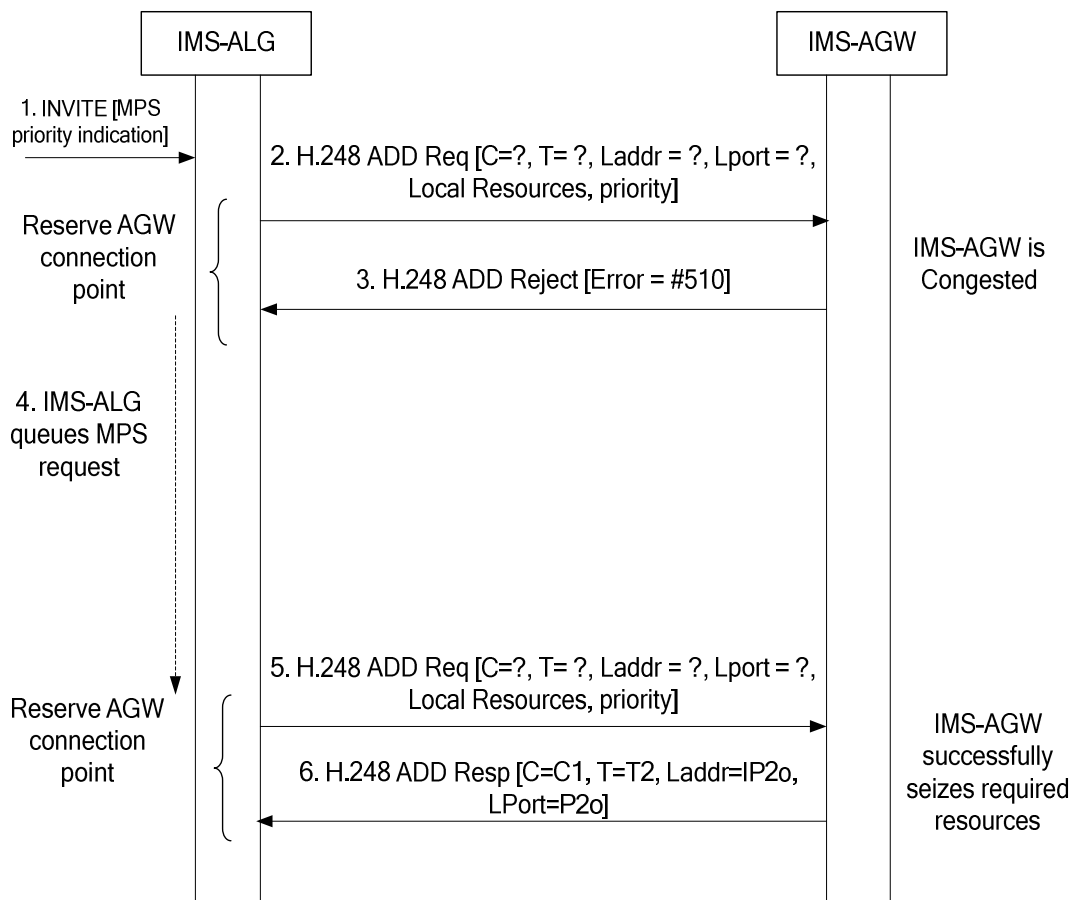 IMS-ALG
IMS-AGW
1. INVITE [MPS
priority indication]
2. H.248 ADD Req [C=?, T= ?, Laddr = ?, Lport = ?,
Local Resources, priority]
Reserve AGW
connection
point
3. H.248 ADD Reject [Error = #510]
IMS-AGW is
Congested
4. IMS-ALG
queues MPS
request
5. H.248 ADD Req [C=?, T= ?, Laddr = ?, Lport = ?,
Local Resources, priority]
Reserve AGW
connection
point
6. H.248 ADD Resp [C=C1, T=T2, Laddr=IP2o,
LPort=P2o]
IMS-AGW
successfully
seizes required
resources